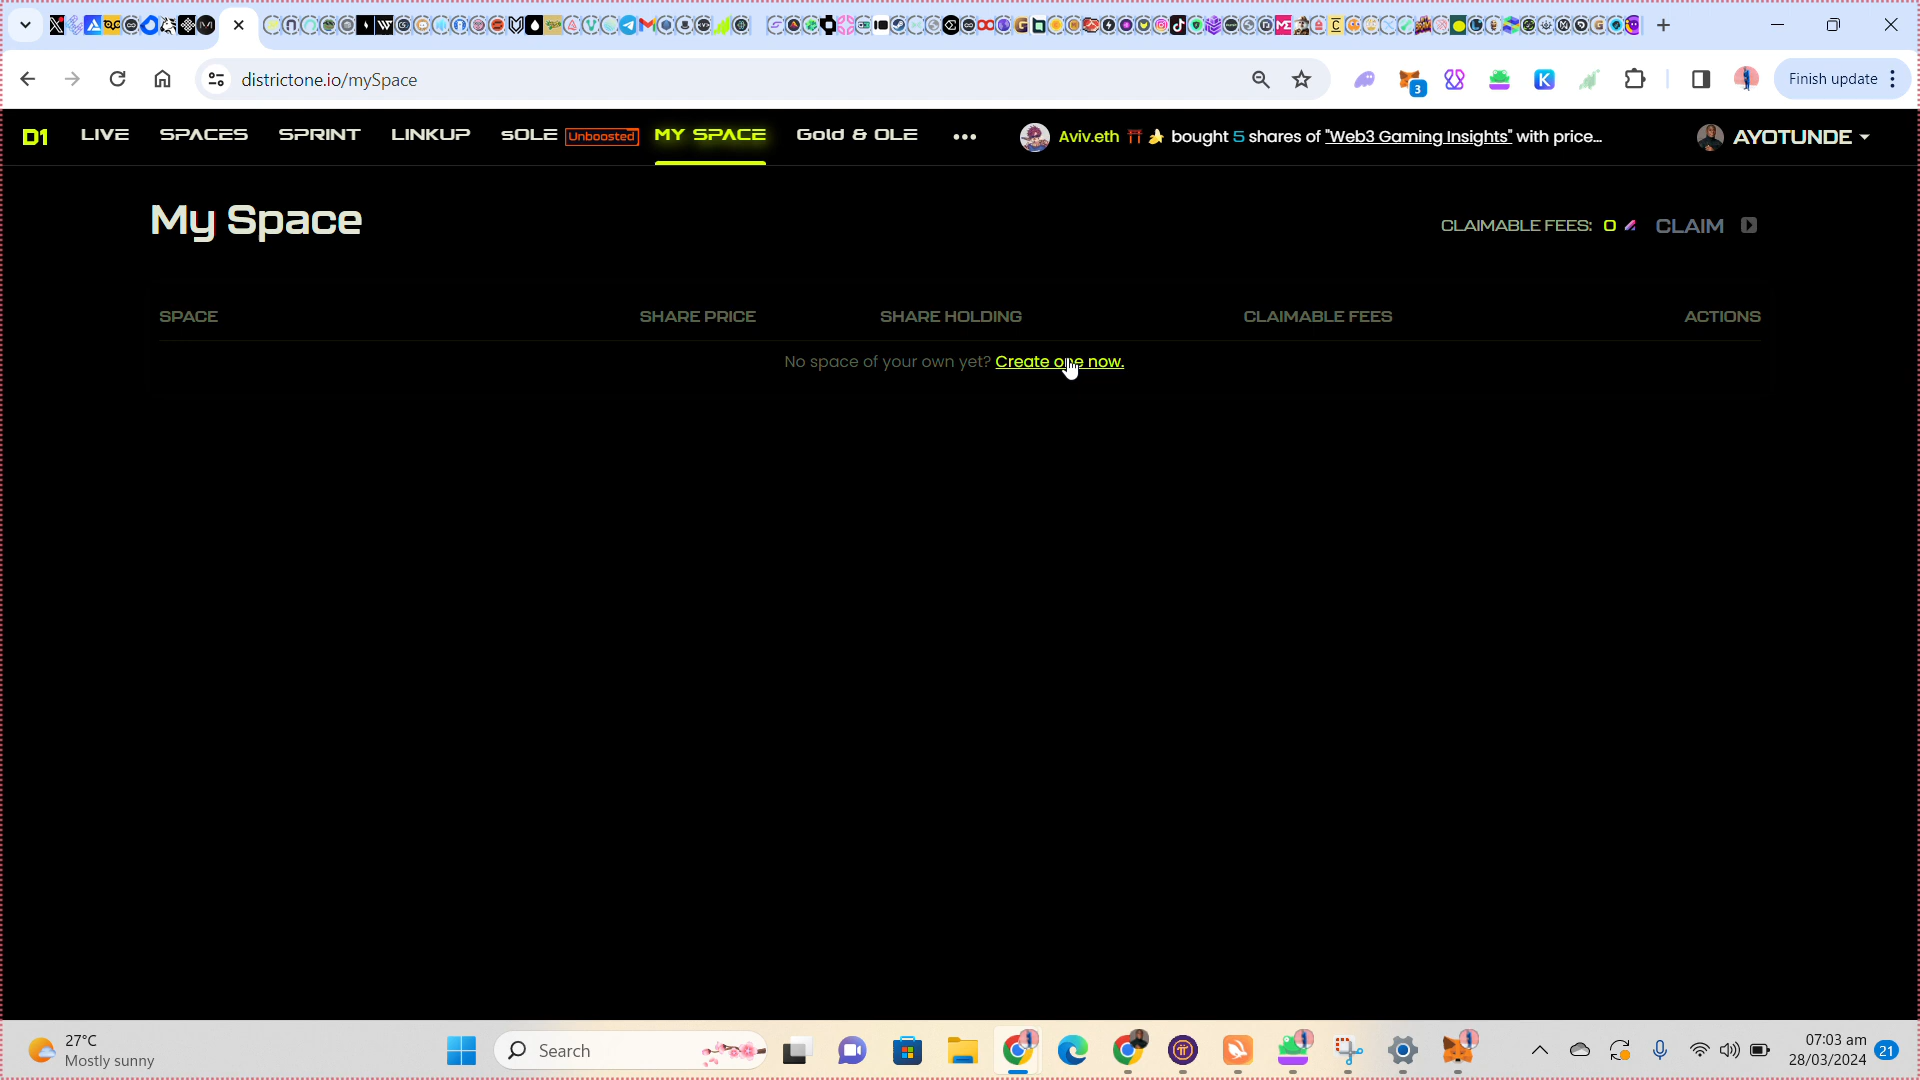 districtone.io/mySpace
3
Finish update
D1 LIVE SPACES SPRINT LINKUP sOLE Unboosted MY SPACE Gold & OLE ••• Aviv.eth ⛩️ 🍌 bought 5 shares of "Web3 Gaming Insights" with price... AYOTUNDE
My Space
CLAIMABLE FEES: 0 CLAIM
SPACE SHARE PRICE SHARE HOLDING CLAIMABLE FEES ACTIONS
No space of your own yet? Create one now.
27°C
Mostly sunny
Search
07:03 am
28/03/2024
21